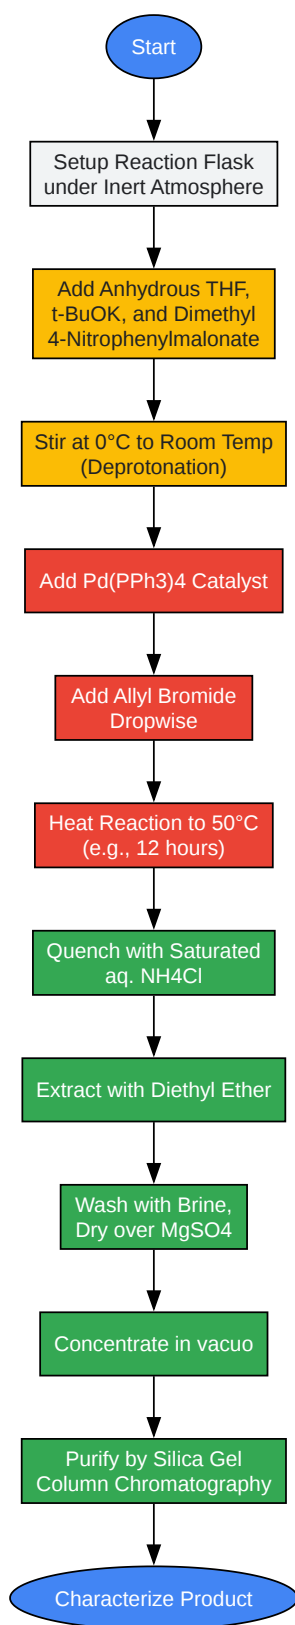 Start
Setup Reaction Flask
under Inert Atmosphere
Add Anhydrous THF,
t-BuOK, and Dimethyl
4-Nitrophenylmalonate
Stir at 0°C to Room Temp
(Deprotonation)
Add Pd(PPh3)4 Catalyst
Add Allyl Bromide
Dropwise
Heat Reaction to 50°C
(e.g., 12 hours)
Quench with Saturated
aq. NH4Cl
Extract with Diethyl Ether
Wash with Brine,
Dry over MgSO4
Concentrate in vacuo
Purify by Silica Gel
Column Chromatography
Characterize Product